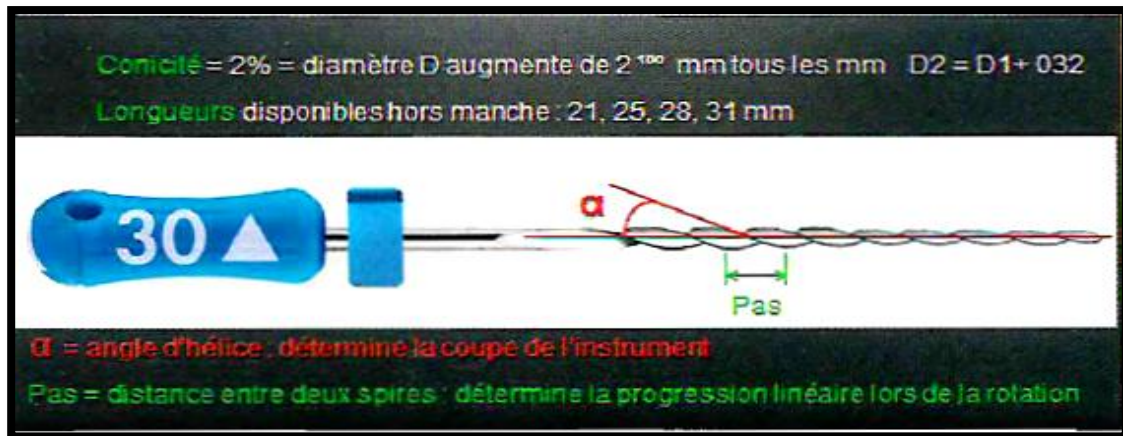 Conicité = 2% = diamètre D augmente de 2 ¹⁰⁰ mm tous les mm D2 = D1+ 032
Longueurs disponibles hors manche : 21, 25, 28, 31 mm
30
α
Pas
α = angle d'hélice : détermine la coupe de l'instrument
Pas = distance entre deux spires : détermine la progression linéaire lors de la rotation